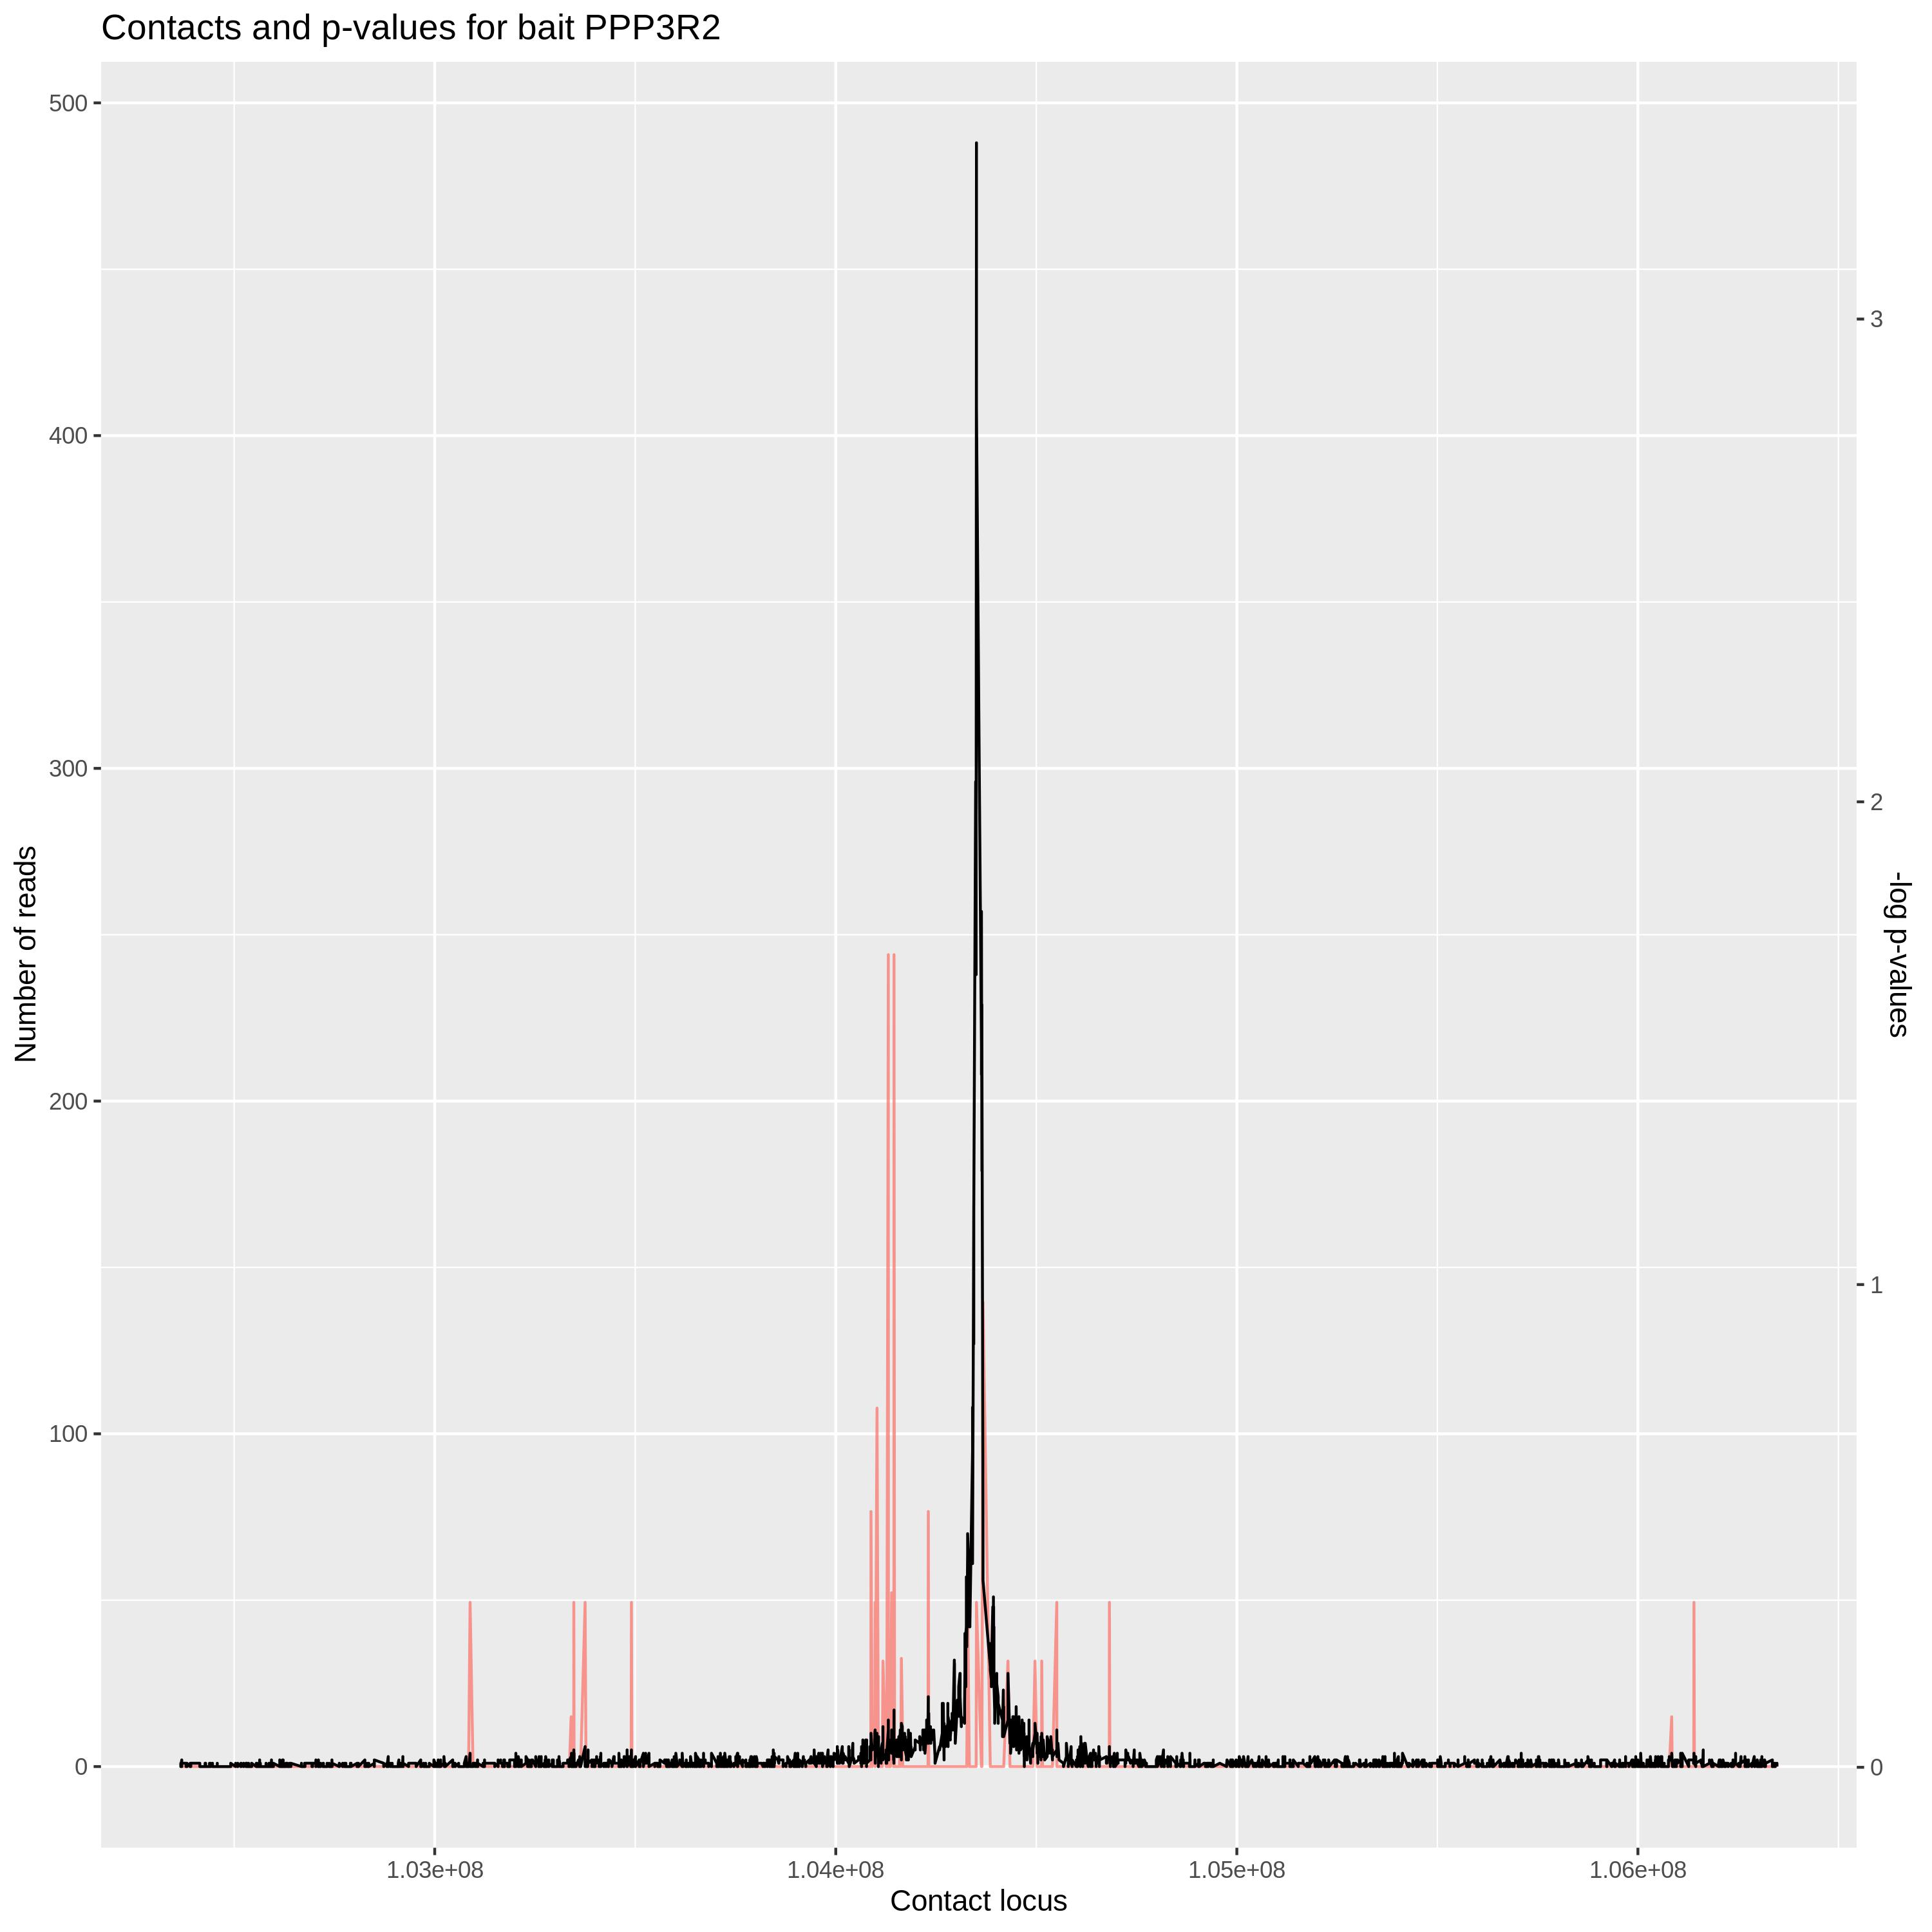 Contacts and p-values for bait PPP3R2
500
400
300
200
100
0
Number of reads
3
2
1
0
-log p-values
1.03e+08
1.04e+08
1.05e+08
1.06e+08
Contact locus